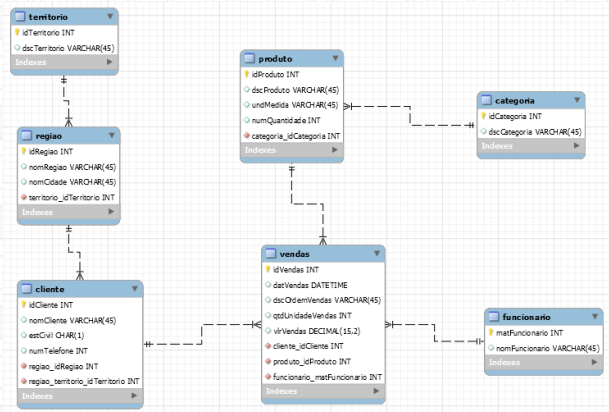 territorio
idTerritorio INT
dscTerritorio VARCHAR(45)
Indexes
regiao
idRegiao INT
nomRegiao VARCHAR(45)
nomCidade VARCHAR(45)
territorio_idTerritorio INT
Indexes
cliente
idCliente INT
nomCliente VARCHAR(45)
estCivil CHAR(1)
numTelefone INT
regiao_idRegiao INT
regiao_territorio_idTerritorio INT
Indexes
produto
idProduto INT
dscProduto VARCHAR(45)
undMedida VARCHAR(45)
numQuantidade INT
categoria_idCategoria INT
Indexes
vendas
idVendas INT
datVendas DATETIME
dscOrdemVendas VARCHAR(45)
qtdUnidadeVendas INT
vlrVendas DECIMAL(15,2)
cliente_idCliente INT
produto_idProduto INT
funcionario_matFuncionario INT
Indexes
categoria
idCategoria INT
dscCategoria VARCHAR(45)
Indexes
funcionario
matFuncionario INT
nomFuncionario VARCHAR(45)
Indexes